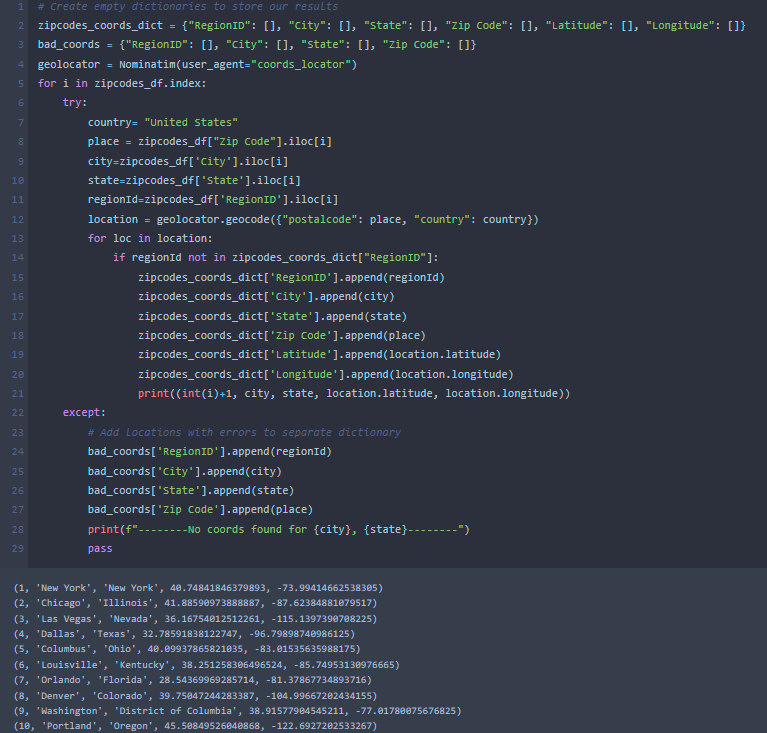 1 # Create empty dictionaries to store our results
2 zipcodes_coords_dict = {"RegionID": [], "City": [], "State": [], "Zip Code": [], "Latitude": [], "Longitude": []}
3 bad_coords = {"RegionID": [], "City": [], "State": [], "Zip Code": []}
4 geolocator = Nominatim(user_agent="coords_locator")
5 for i in zipcodes_df.index:
6     try:
7         country= "United States"
8         place = zipcodes_df["Zip Code"].iloc[i]
9         city=zipcodes_df['City'].iloc[i]
10         state=zipcodes_df['State'].iloc[i]
11         regionId=zipcodes_df['RegionID'].iloc[i]
12         location = geolocator.geocode({"postalcode": place, "country": country})
13         for loc in location:
14             if regionId not in zipcodes_coords_dict["RegionID"]:
15                 zipcodes_coords_dict['RegionID'].append(regionId)
16                 zipcodes_coords_dict['City'].append(city)
17                 zipcodes_coords_dict['State'].append(state)
18                 zipcodes_coords_dict['Zip Code'].append(place)
19                 zipcodes_coords_dict['Latitude'].append(location.latitude)
20                 zipcodes_coords_dict['Longitude'].append(location.longitude)
21                 print((int(i)+1, city, state, location.latitude, location.longitude))
22     except:
23         # Add locations with errors to separate dictionary
24         bad_coords['RegionID'].append(regionId)
25         bad_coords['City'].append(city)
26         bad_coords['State'].append(state)
27         bad_coords['Zip Code'].append(place)
28         print(f"--------No coords found for {city}, {state}--------")
29         pass
(1, 'New York', 'New York', 40.74841846379893, -73.99414662538305)
(2, 'Chicago', 'Illinois', 41.88590973888887, -87.62384881079517)
(3, 'Las Vegas', 'Nevada', 36.16754012512261, -115.1397390708225)
(4, 'Dallas', 'Texas', 32.78591838122747, -96.79898740986125)
(5, 'Columbus', 'Ohio', 40.09937865821035, -83.01535635988175)
(6, 'Louisville', 'Kentucky', 38.251258306496524, -85.74953130976665)
(7, 'Orlando', 'Florida', 28.54369969285714, -81.37867734893716)
(8, 'Denver', 'Colorado', 39.75047244283387, -104.99667202434155)
(9, 'Washington', 'District of Columbia', 38.91577904545211, -77.01780075676825)
(10, 'Portland', 'Oregon', 45.50849526040868, -122.6927202533267)